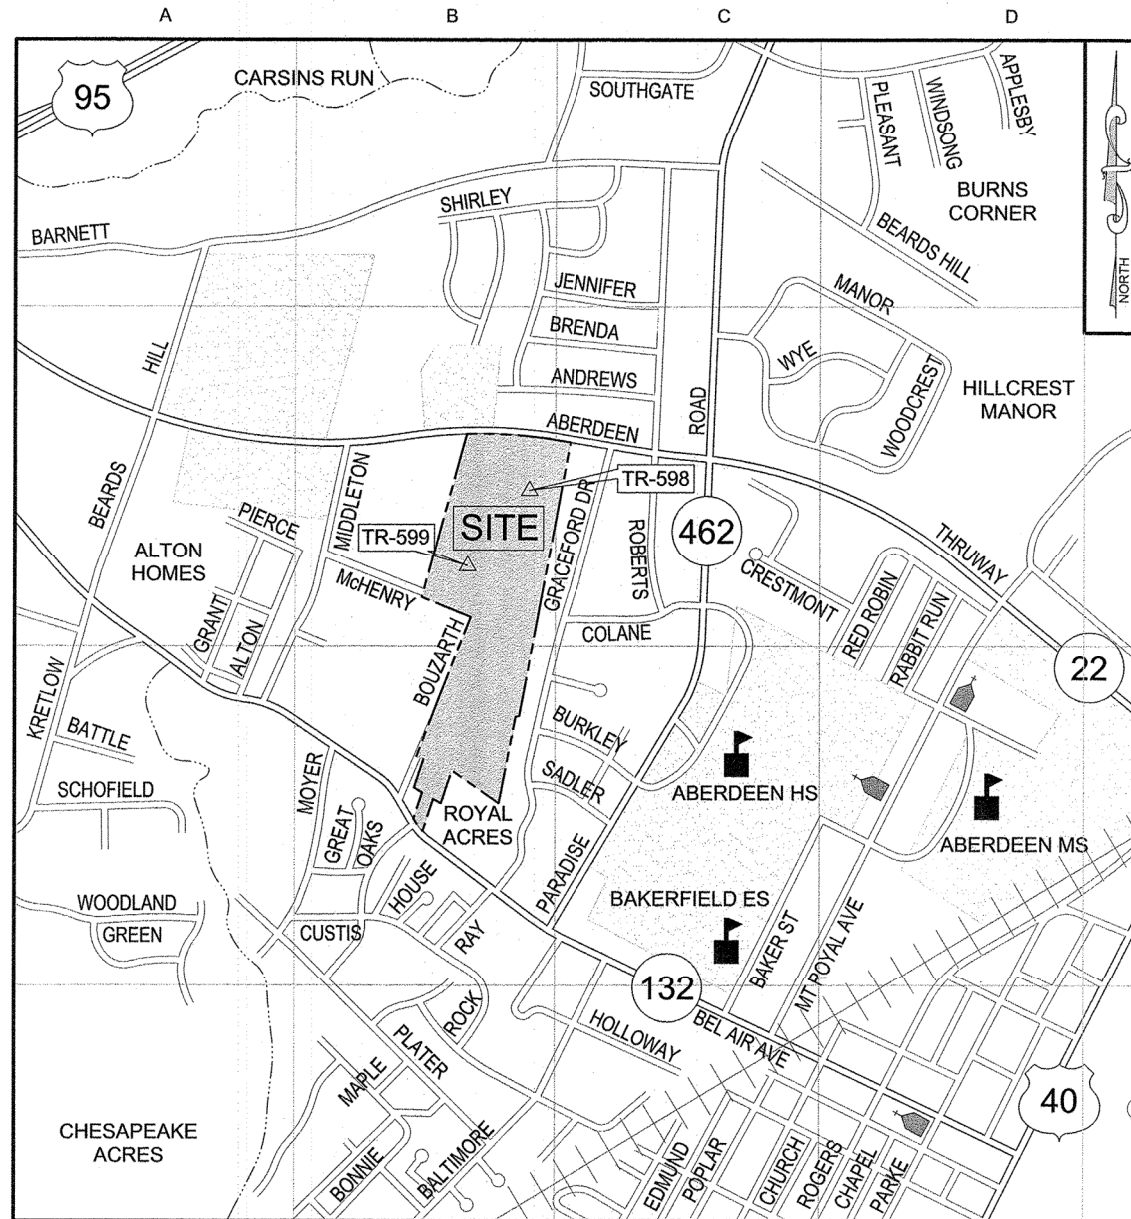 A
B
C
D
95
CARSINS RUN
SOUTHGATE
PLEASANT
WINDSONG
APPLESBY
BURNS
CORNER
NORTH
BARNETT
SHIRLEY
BEARDS HILL
JENNIFER
MANOR
BRENDA
HILL
WYE
ANDREWS
ROAD
WOODCREST
HILLCREST
MANOR
ABERDEEN
BEARDS
MIDDLETON
TR-598
PIERCE
SITE
TR-599
GRACEFORD DR
ROBERTS
462
THRUWAY
ALTON
HOMES
McHENRY
CRESTMONT
RED ROBIN
RABBIT RUN
GRANT
ALTON
BOUZARTH
COLANE
22
KRETLOW
BATTLE
BURKLEY
MOYER
SADLER
SCHOFIELD
ABERDEEN HS
ROYAL
ACRES
GREAT
OAKS
ABERDEEN MS
PARADISE
HOUSE
BAKERFIELD ES
WOODLAND
GREEN
CUSTIS
RAY
BAKER ST
MT ROYAL AVE
132
ROCK
HOLLOWAY
BEL AIR AVE
PLATER
MAPLE
40
CHESAPEAKE
ACRES
BONNIE
BALTIMORE
EDMUND
POPLAR
CHURCH
ROGERS
CHAPEL
PARKE